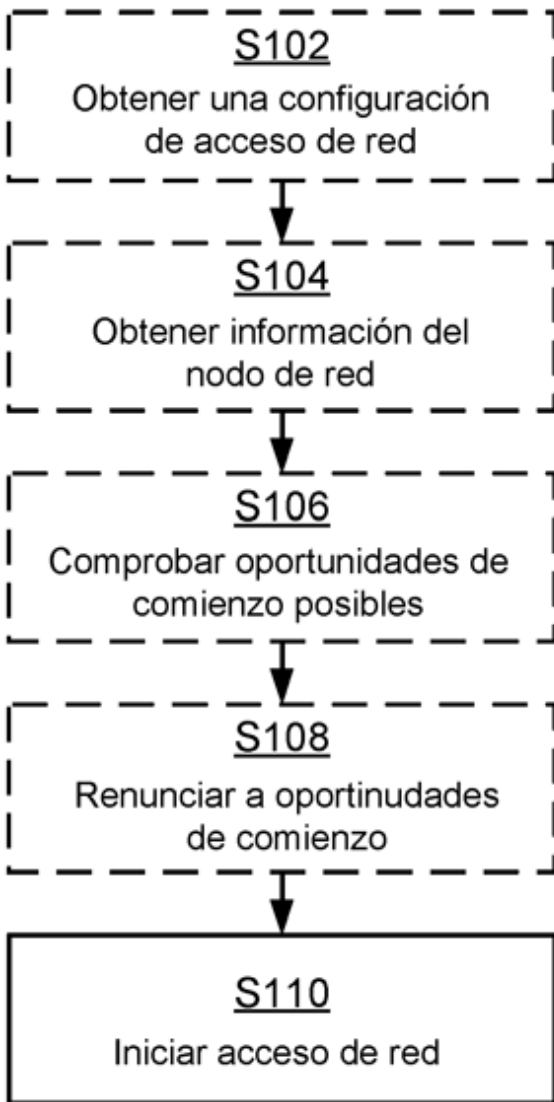 S102
Obtener una configuración
de acceso de red
S104
Obtener información del
nodo de red
S106
Comprobar oportunidades de
comienzo posibles
S108
Renunciar a oportinudades
de comienzo
S110
Iniciar acceso de red